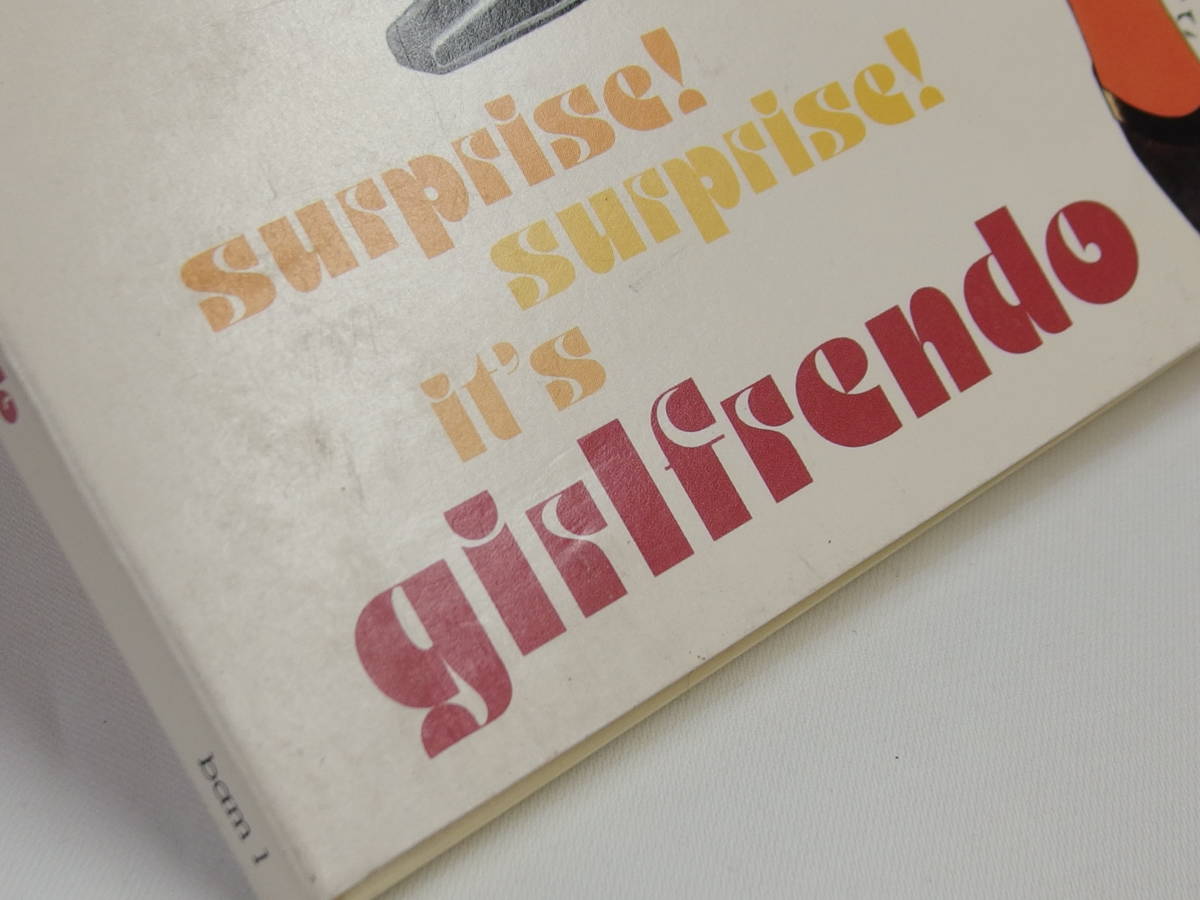 surprise!
surprise!
it's
girlfrendo
bam 1